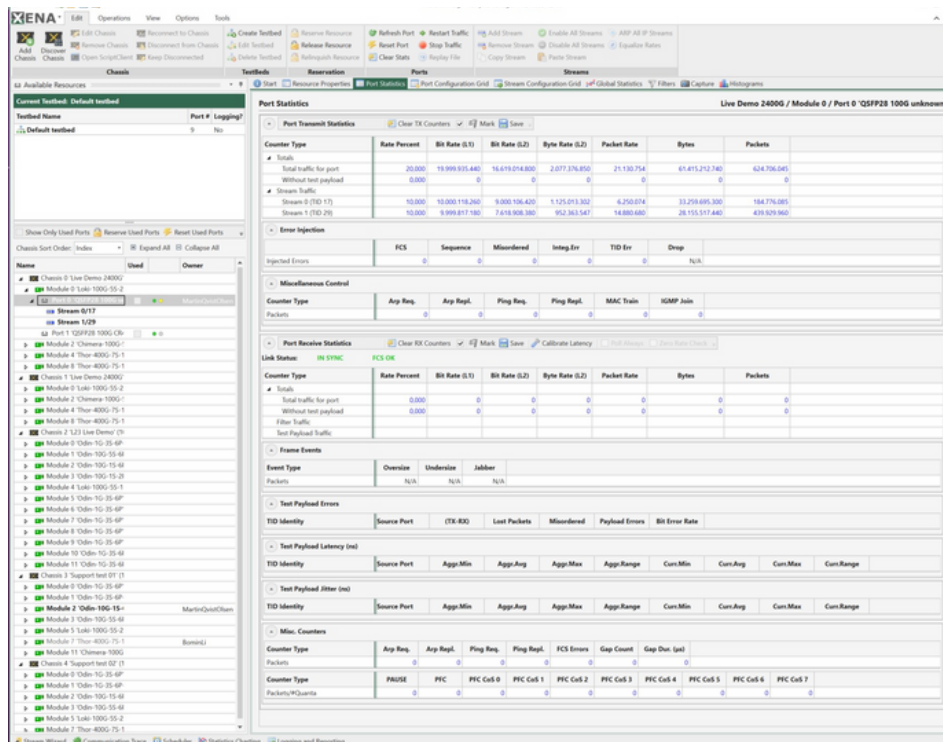 XENA
Edit Operations View Options Tools
Add Chassis
Discover Chassis
Edit Chassis
Remove Chassis
Open ScriptClient
Reconnect to Chassis
Disconnect from Chassis
Keep Disconnected
Create Testbed
Edit Testbed
Delete Testbed
Reserve Resource
Release Resource
Relinquish Resource
Refresh Port
Reset Port
Clear Stats
Restart Traffic
Stop Traffic
Replay File
Add Stream
Remove Stream
Copy Stream
Enable All Streams
Disable All Streams
Paste Stream
ARP All IP Streams
Equalize Rates
Chassis TestBeds Reservation Ports Streams
Available Resources
Start Resource Properties Port Statistics Port Configuration Grid Stream Configuration Grid Global Statistics Filters Capture Histograms
Current Testbed: Default testbed
Testbed Name Port # Logging?
Default testbed 9 No
Show Only Used Ports Reserve Used Ports Reset Used Ports
Chassis Sort Order: Index Expand All Collapse All
Name Used Owner
Chassis 0 'Live Demo 2400G'
Module 0 'Loki-100G-5S-2
Port 0 'QSFP28 100G MartinQvistOlsen
Stream 0/17
Stream 1/29
Port 1 'QSFP28 100G CR
Module 2 'Chimera-100G-
Module 4 'Thor-400G-7S-1
Module 8 'Thor-400G-7S-1
Chassis 1 'Live Demo 2400G'
Module 0 'Loki-100G-5S-2
Module 2 'Chimera-100G-
Module 4 'Thor-400G-7S-1
Module 8 'Thor-400G-7S-1
Chassis 2 'L23 Live Demo'
Module 0 'Odin-1G-3S-6P
Module 1 'Odin-10G-5S-6
Module 2 'Odin-10G-1S-6
Module 3 'Odin-10G-1S-2
Module 4 'Loki-100G-5S-1
Module 5 'Odin-1G-3S-6P'
Module 6 'Odin-1G-3S-6P'
Module 7 'Odin-1G-3S-6P'
Module 8 'Odin-1G-3S-6P'
Module 9 'Odin-1G-3S-6P'
Module 10 'Odin-1G-3S-6
Module 11 'Odin-1G-3S-6
Chassis 3 'Support test 01' (1
Module 0 'Odin-1G-3S-6P'
Module 1 'Odin-1G-3S-6P'
Module 2 'Odin-10G-1S- MartinQvistOlsen
Module 3 'Odin-10G-5S-6
Module 5 'Loki-100G-5S-2
Module 7 'Thor-400G-7S-1 BominLi
Module 11 'Chimera-100G
Chassis 4 'Support test 02' (1
Module 0 'Odin-1G-3S-6P'
Module 1 'Odin-1G-3S-6P'
Module 2 'Odin-10G-1S-6
Module 3 'Odin-10G-5S-6
Module 5 'Loki-100G-5S-2
Module 7 'Thor-400G-7S-1
Port Statistics Live Demo 2400G / Module 0 / Port 0 'QSFP28 100G unknown
Port Transmit Statistics Clear TX Counters Mark Save
Counter Type Rate Percent Bit Rate (L1) Bit Rate (L2) Byte Rate (L2) Packet Rate Bytes Packets
Totals
Total traffic for port 20,000 19.999.935.440 16.619.014.800 2.077.376.850 21.130.754 61.415.212.740 624.706.045
Without test payload 0,000 0 0 0 0 0 0
Stream Traffic
Stream 0 (TID 17) 10,000 10.000.118.260 9.000.106.420 1.125.013.302 6.250.074 33.259.695.300 184.776.085
Stream 1 (TID 29) 10,000 9.999.817.180 7.618.908.380 952.363.547 14.880.680 28.155.517.440 439.929.960
Error Injection
FCS Sequence Misordered Integ.Err TID Err Drop
Injected Errors 0 0 0 0 0 N/A
Miscellaneous Control
Counter Type Arp Req. Arp Repl. Ping Req. Ping Repl. MAC Train IGMP Join
Packets 0 0 0 0 0 0
Port Receive Statistics Clear RX Counters Mark Save Calibrate Latency
Link Status: IN SYNC FCS OK
Counter Type Rate Percent Bit Rate (L1) Bit Rate (L2) Byte Rate (L2) Packet Rate Bytes Packets
Totals
Total traffic for port 0,000 0 0 0 0 0 0
Without test payload 0,000 0 0 0 0 0 0
Filter Traffic
Test Payload Traffic
Frame Events
Event Type Oversize Undersize Jabber
Packets N/A N/A N/A
Test Payload Errors
TID Identity Source Port (TX-RX) Lost Packets Misordered Payload Errors Bit Error Rate
Test Payload Latency (ns)
TID Identity Source Port Aggr.Min Aggr.Avg Aggr.Max Aggr.Range Curr.Min Curr.Avg Curr.Max Curr.Range
Test Payload Jitter (ns)
TID Identity Source Port Aggr.Min Aggr.Avg Aggr.Max Aggr.Range Curr.Min Curr.Avg Curr.Max Curr.Range
Misc. Counters
Counter Type Arp Req. Arp Repl. Ping Req. Ping Repl. FCS Errors Gap Count Gap Dur. (µs)
Packets 0 0 0 0 0 0 0
Counter Type PAUSE PFC PFC CoS 0 PFC CoS 1 PFC CoS 2 PFC CoS 3 PFC CoS 4 PFC CoS 5 PFC CoS 6 PFC CoS 7
Packets/#Quanta 0 0 0 0 0 0 0 0 0 0
Stream Wizard Communication Trace Scheduler Statistics Charting Logging and Reporting